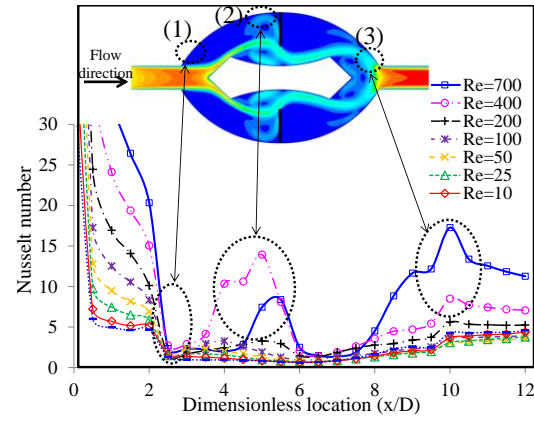 (1)
(2)
(3)
Flow
direction
Re=700
Re=400
Re=200
Re=100
Re=50
Re=25
Re=10
30
25
20
15
10
5
0
Nusselt number
0 2 4 6 8 10 12
Dimensionless location (x/D)